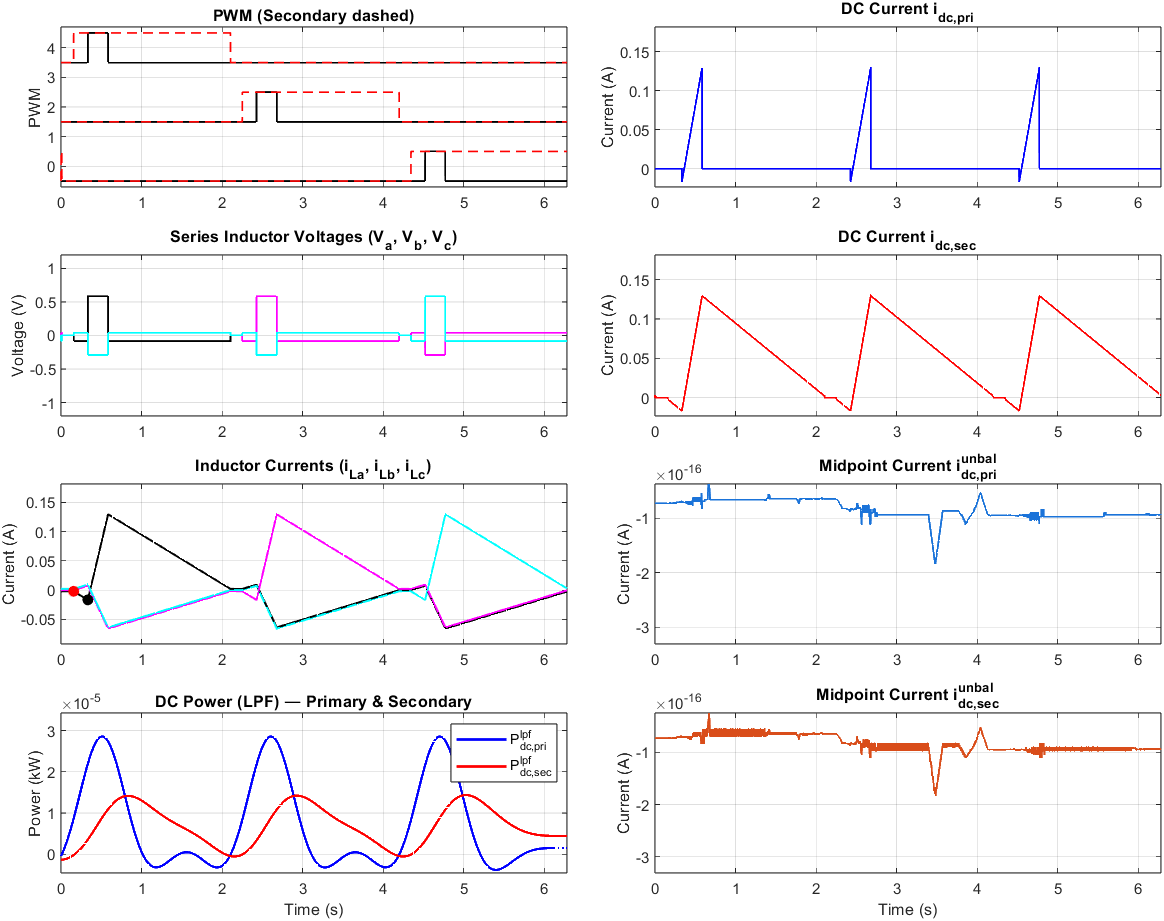 PWM (Secondary dashed)
PWM
4
3
2
1
0
0 1 2 3 4 5 6
DC Current i_dc,pri
Current (A)
0.15
0.1
0.05
0
0 1 2 3 4 5 6
Series Inductor Voltages (V_a, V_b, V_c)
Voltage (V)
1
0.5
0
-0.5
-1
0 1 2 3 4 5 6
DC Current i_dc,sec
Current (A)
0.15
0.1
0.05
0
0 1 2 3 4 5 6
Inductor Currents (i_La, i_Lb, i_Lc)
Current (A)
0.15
0.1
0.05
0
-0.05
0 1 2 3 4 5 6
Midpoint Current i^unbal_dc,pri
×10^-16
Current (A)
-1
-2
-3
0 1 2 3 4 5 6
DC Power (LPF) — Primary & Secondary
×10^-5
Power (kW)
3
2
1
0
P^lpf_dc,pri
P^lpf_dc,sec
0 1 2 3 4 5 6
Time (s)
Midpoint Current i^unbal_dc,sec
×10^-16
Current (A)
-1
-2
-3
0 1 2 3 4 5 6
Time (s)